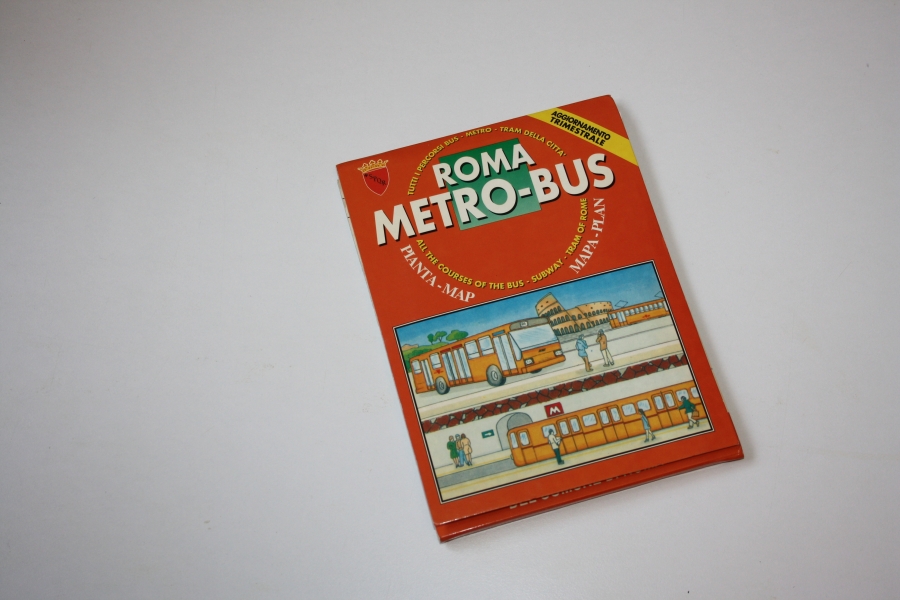 AGGIORNAMENTO
TRIMESTRALE
TUTTI I PERCORSI BUS - METRO - TRAM DELLA CITTA'
ROMA
METRO-BUS
ALL THE COURSES OF THE BUS - SUBWAY - TRAM OF ROME
PIANTA - MAP
MAPA - PLAN
M